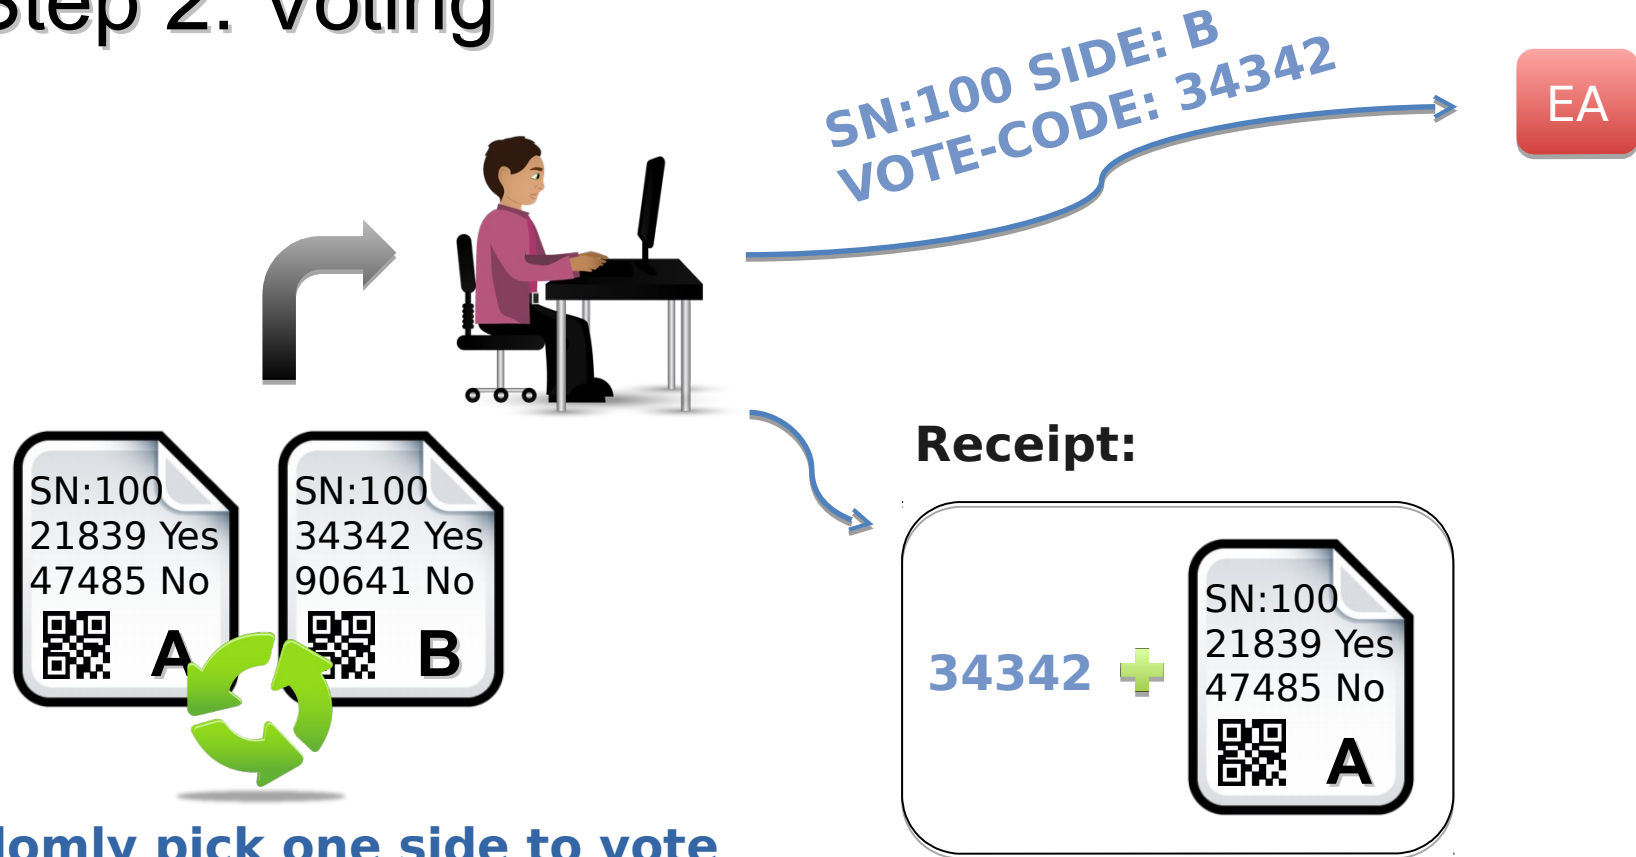 Step 2: Voting
SN:100 SIDE: B
VOTE-CODE: 34342
EA
SN:100
21839 Yes
47485 No
A
SN:100
34342 Yes
90641 No
B
Receipt:
34342
SN:100
21839 Yes
47485 No
A
pick one side to vote